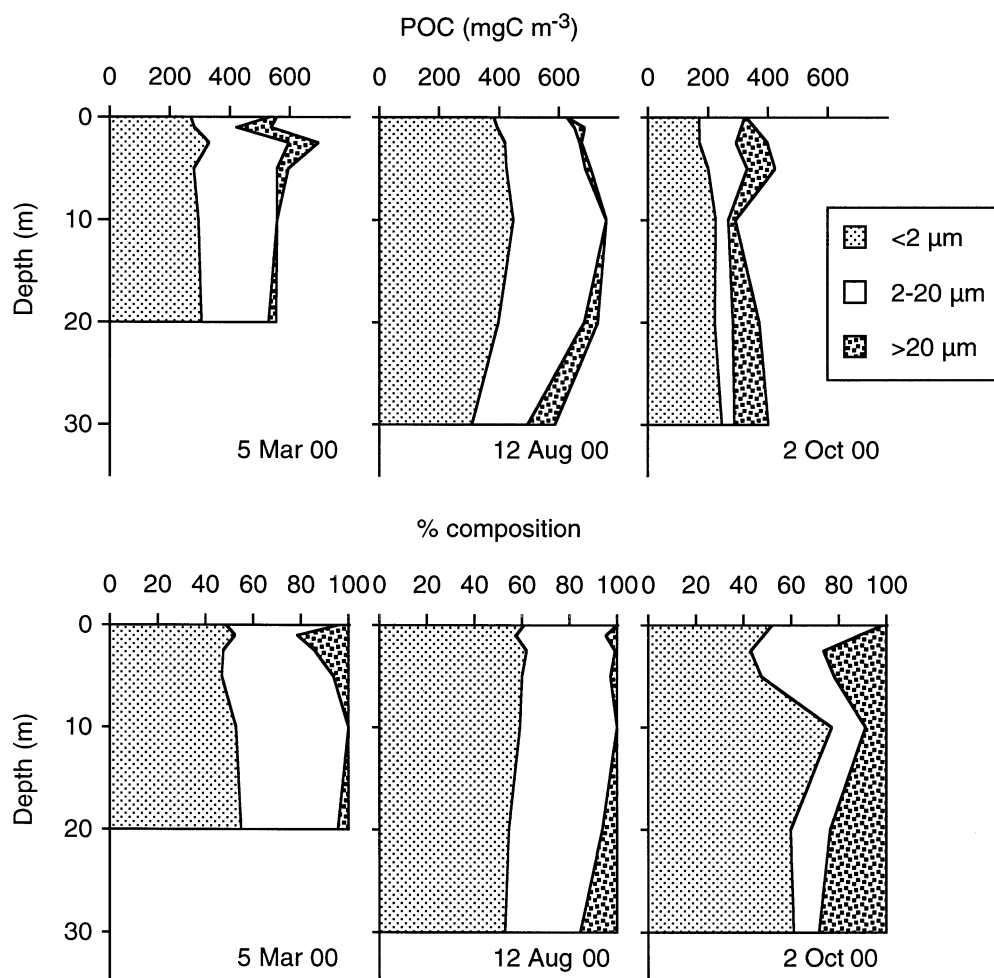 POC (mgC m-3)
0 200 400 600 0 200 400 600 0 200 400 600
Depth (m)
0
10
20
30
5 Mar 00 12 Aug 00 2 Oct 00
<2 µm
2-20 µm
>20 µm
% composition
0 20 40 60 80 100 0 20 40 60 80 100 0 20 40 60 80 100
Depth (m)
0
10
20
30
5 Mar 00 12 Aug 00 2 Oct 00